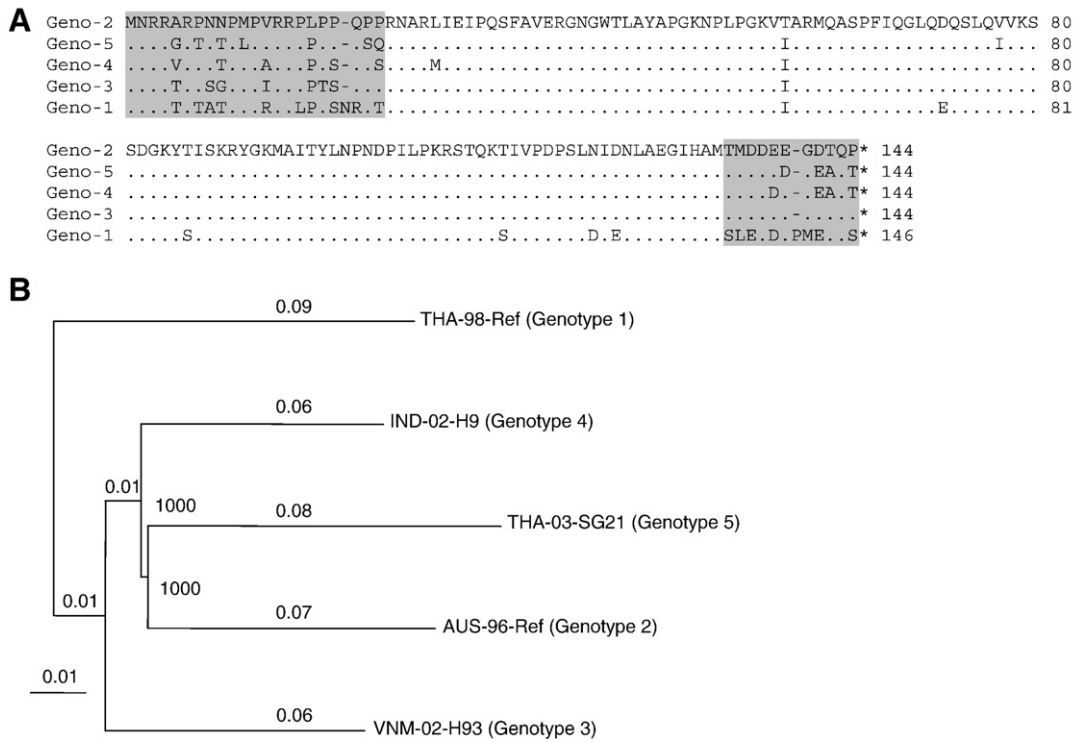 A
Geno-2 MNRRARPNNPMPVRRPLPP-QPPRNARLIEIPQSFAVERGNGWTLAYAPGKNPLPGKVTARMQASPFIQGLQDQSLQVVKS 80
Geno-5 ....G.T.T.L.....P..-.SQ...................................I..................I... 80
Geno-4 ....V...T...A...P.S-..S....M..............................I...................... 80
Geno-3 ....T..SG...I...PTS-......................................I...................... 80
Geno-1 ....T.TAT...R..LP.SNR.T...................................I.............E........ 81
Geno-2 SDGKYTISKRYGKMAITYLNPNDPILPKRSTQKTIVPDPSLNIDNLAEGIHAMTMDDEE-GDTQP* 144
Geno-5 ..........................................................D-.EA.T* 144
Geno-4 .........................................................D.-.EA.T* 144
Geno-3 ...........................................................-.....* 144
Geno-1 .....S...........................S.......D.E.........SLE.D.PME..S* 146
B
0.09
THA-98-Ref (Genotype 1)
0.06
IND-02-H9 (Genotype 4)
0.01
1000
0.08
THA-03-SG21 (Genotype 5)
1000
0.01
0.07
AUS-96-Ref (Genotype 2)
0.01
0.06
VNM-02-H93 (Genotype 3)